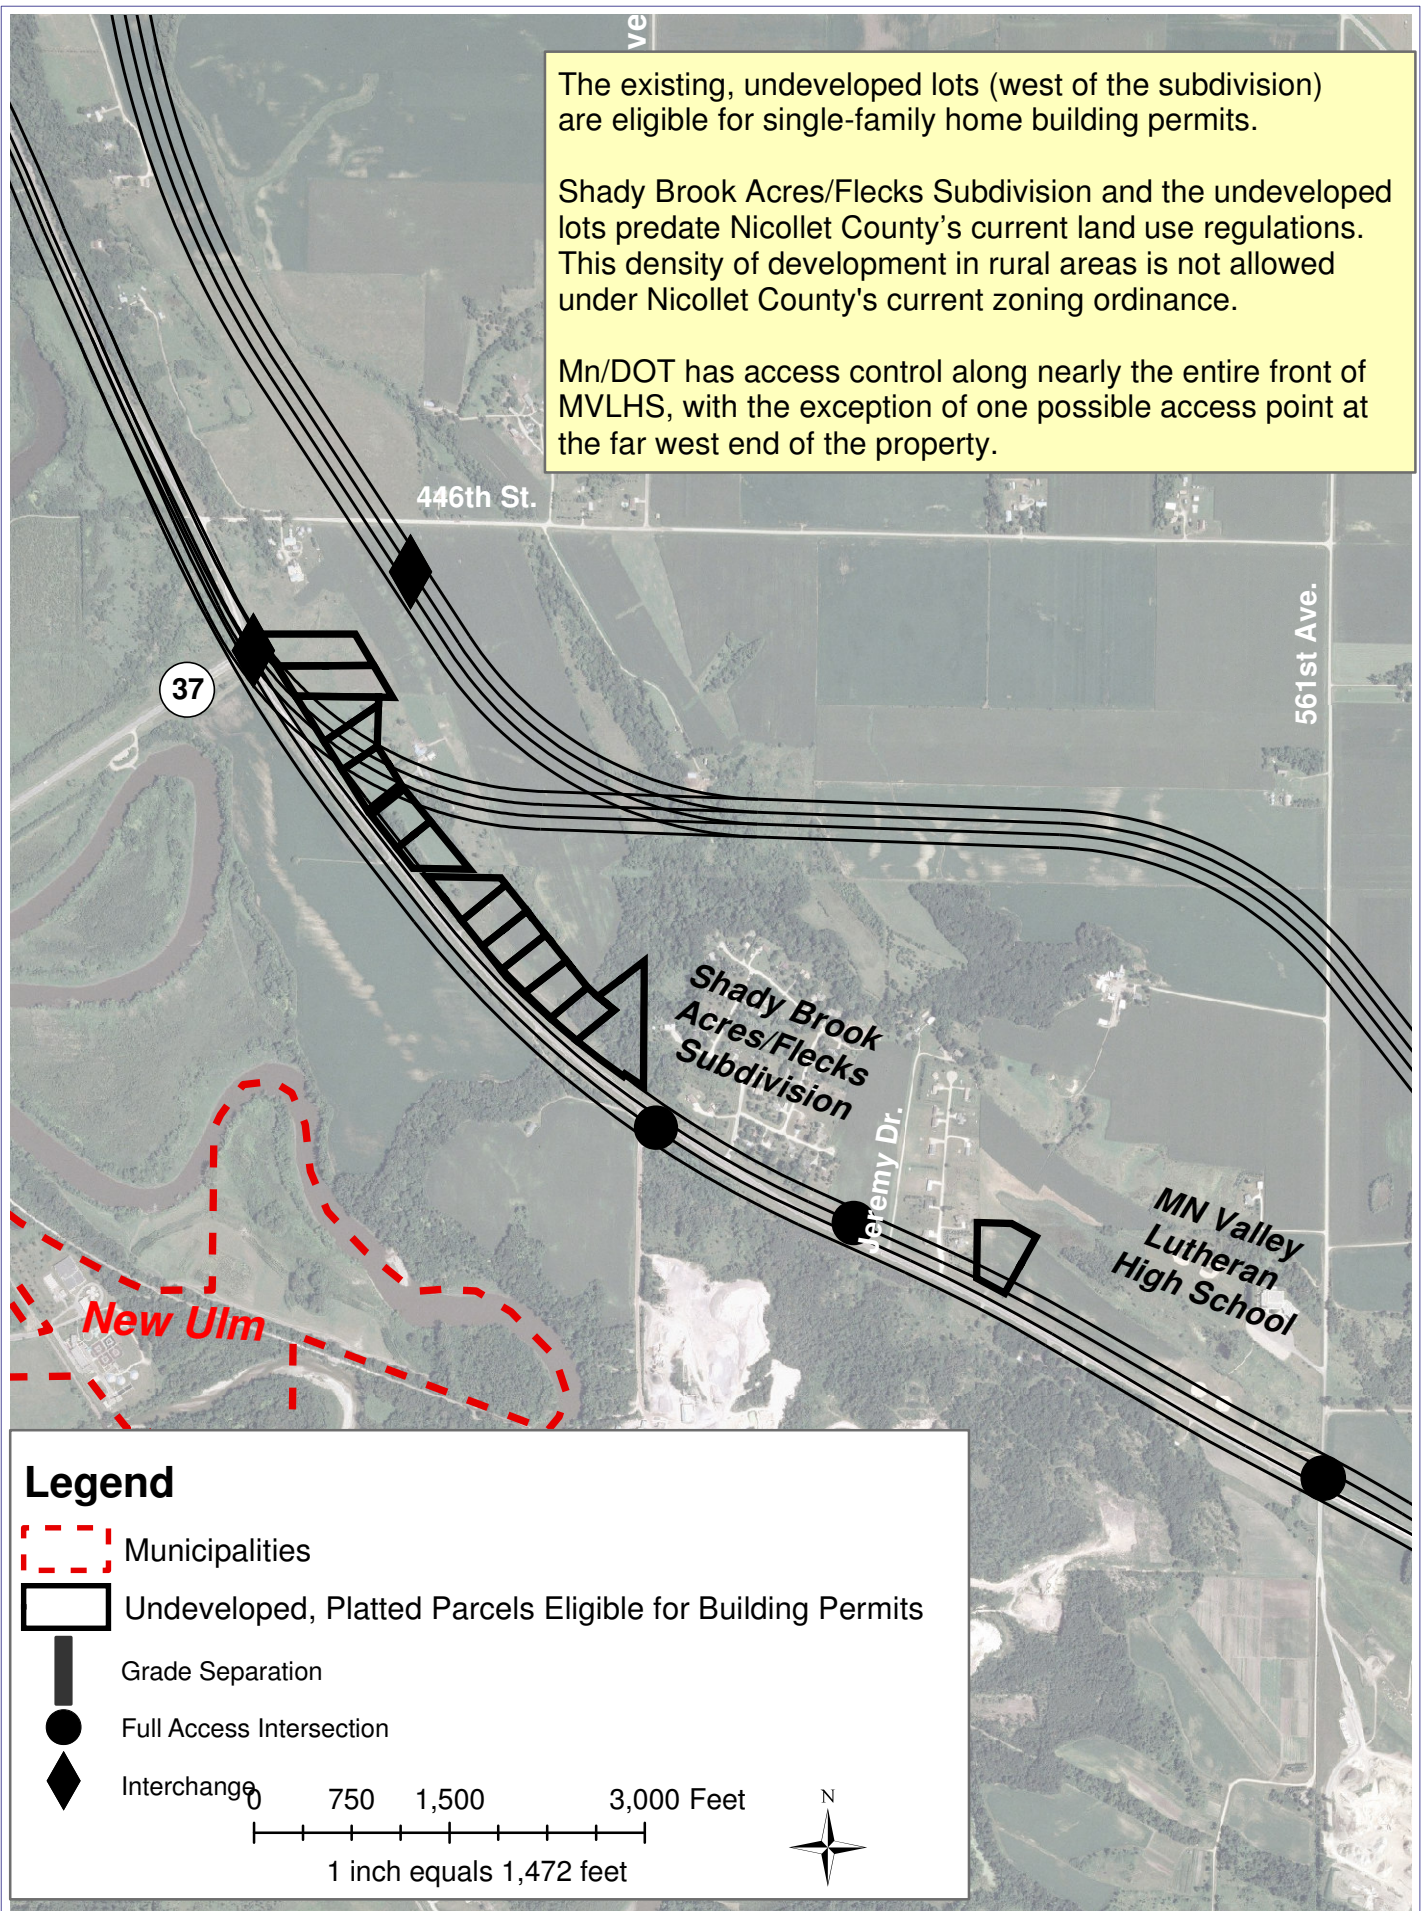 ve
The existing, undeveloped lots (west of the subdivision)
are eligible for single-family home building permits.
Shady Brook Acres/Flecks Subdivision and the undeveloped
lots predate Nicollet County's current land use regulations.
This density of development in rural areas is not allowed
under Nicollet County's current zoning ordinance.
Mn/DOT has access control along nearly the entire front of
MVLHS, with the exception of one possible access point at
the far west end of the property.
446th St.
561st Ave.
37
Shady Brook
Acres/Flecks
Subdivision
Jeremy Dr.
MN Valley
Lutheran
High School
New Ulm
Legend
Municipalities
Undeveloped, Platted Parcels Eligible for Building Permits
Grade Separation
Full Access Intersection
Interchange
0 750 1,500 3,000 Feet
1 inch equals 1,472 feet
N